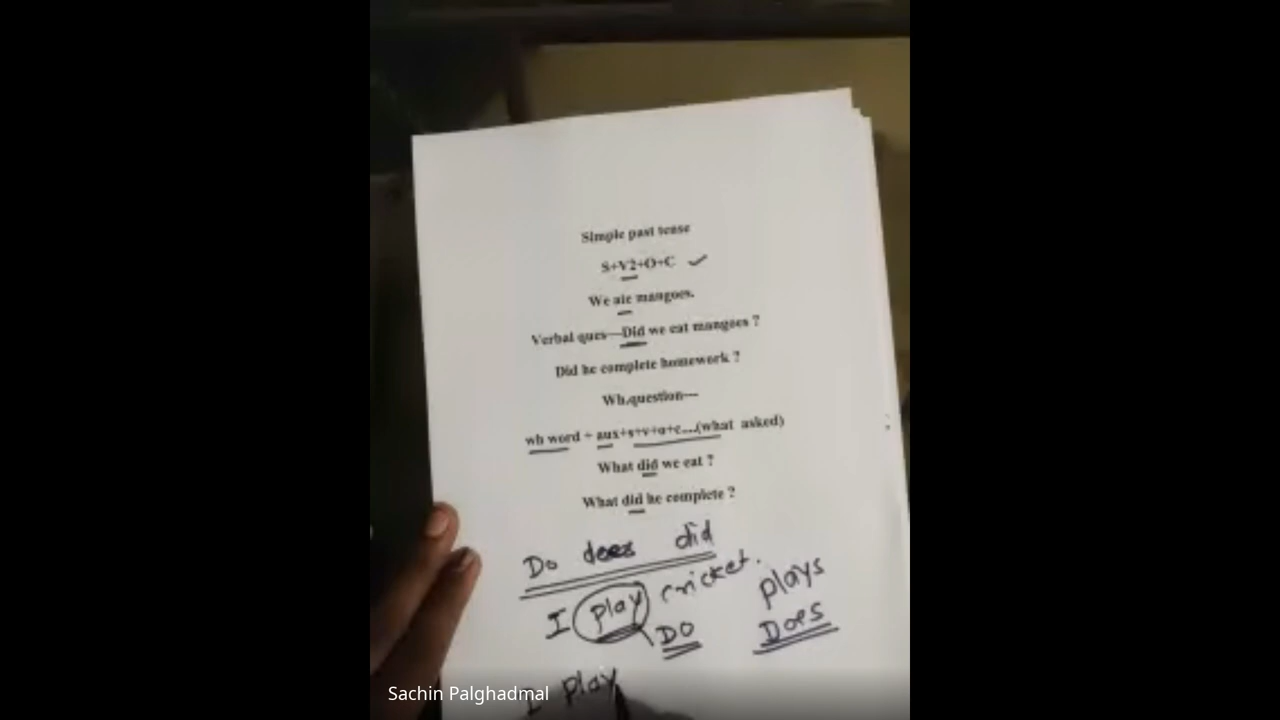 Simple past tense
S+V2+O+C ✓
We ate mangoes.
Verbal ques---Did we eat mangoes ?
Did he complete homework ?
Wh.question---
wh word + aux+s+v+o+c...(what asked)
What did we eat ?
What did he complete ?
Do does did
I play cricket. plays
DO Does
I play
Sachin Palghadmal